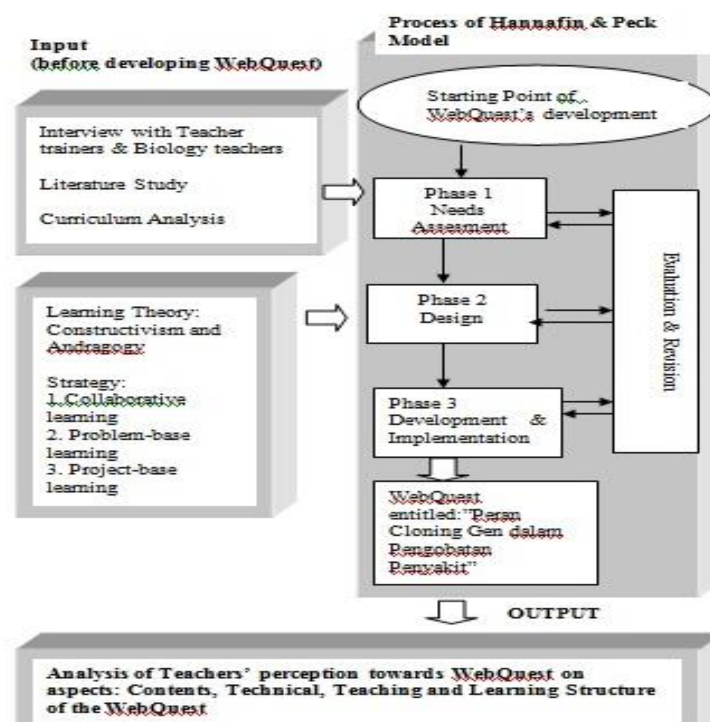 Input
(before developing WebQuest)
Interview with Teacher
trainers & Biology teachers
Literature Study
Curriculum Analysis
Learning Theory:
Constructivism and
Andragogy
Strategy:
1.Collaborative
learning
2. Problem-base
learning
3. Project-base
learning
Process of Hannafin & Peck
Model
Starting Point of
WebQuest's development
Phase 1
Needs
Assesment
Phase 2
Design
Phase 3
Development &
Implementation
Evaluation & Revision
WebQuest
entitled:"Peran
Cloning Gen dalam
Pengobatan
Penyakit"
OUTPUT
Analysis of Teachers' perception towards WebQuest on
aspects: Contents, Technical, Teaching and Learning Structure
of the WebQuest